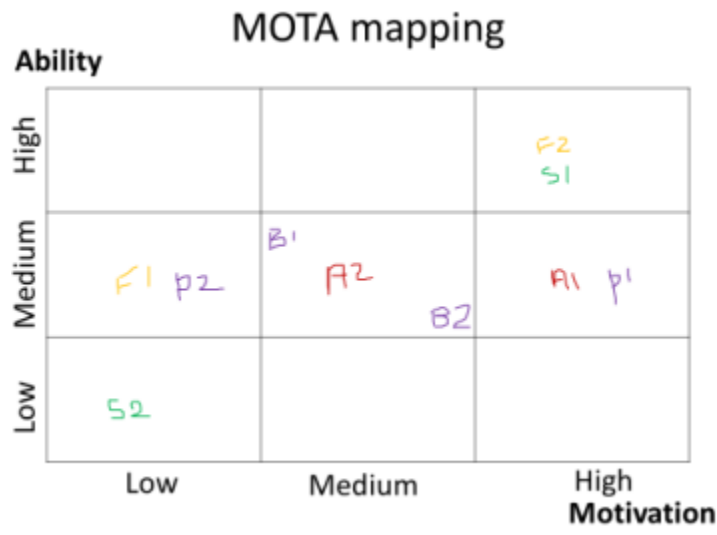 MOTA mapping
Ability
High
F2
S1
Medium
B1
F1 P2 A2 A1 P1
B2
Low
S2
Low Medium High
Motivation